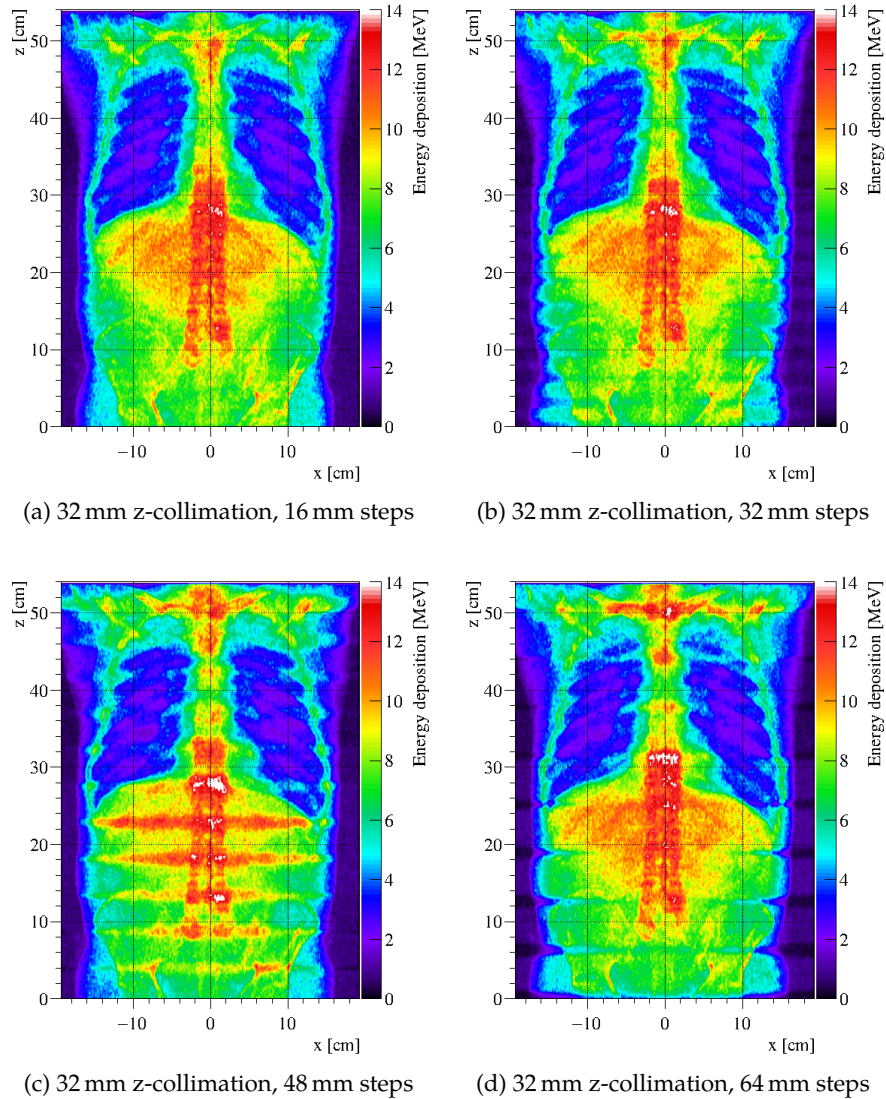 z [cm]
50
40
30
20
10
0
−10 0 10
x [cm]
14
12
10
8
6
4
2
0
Energy deposition [MeV]
(a) 32 mm z-collimation, 16 mm steps
z [cm]
50
40
30
20
10
0
−10 0 10
x [cm]
14
12
10
8
6
4
2
0
Energy deposition [MeV]
(b) 32 mm z-collimation, 32 mm steps
z [cm]
50
40
30
20
10
0
−10 0 10
x [cm]
14
12
10
8
6
4
2
0
Energy deposition [MeV]
(c) 32 mm z-collimation, 48 mm steps
z [cm]
50
40
30
20
10
0
−10 0 10
x [cm]
14
12
10
8
6
4
2
0
Energy deposition [MeV]
(d) 32 mm z-collimation, 64 mm steps